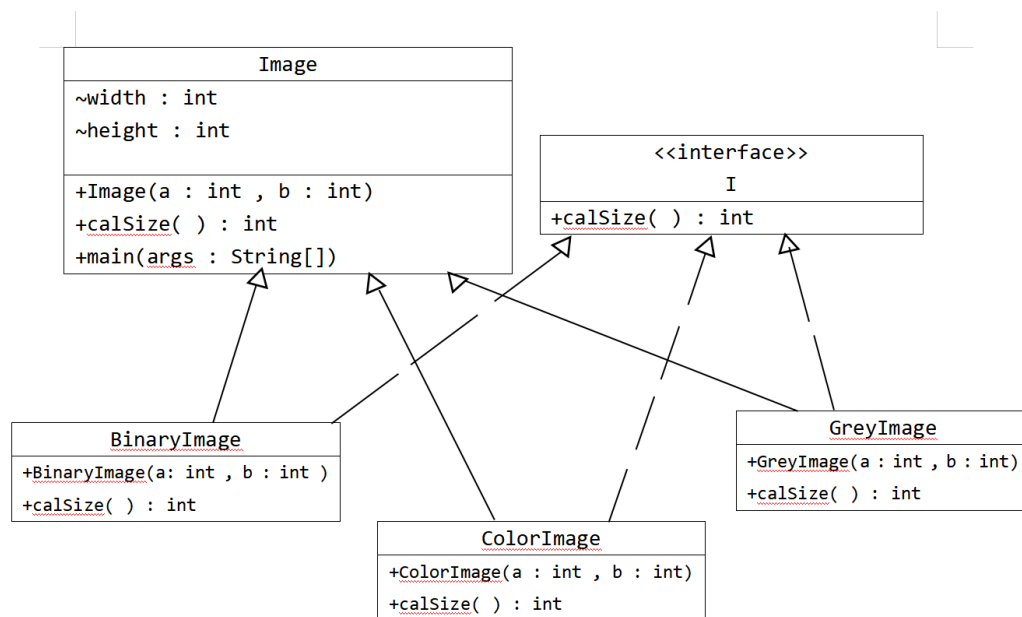 Image
~width : int
~height : int
+Image(a : int , b : int)
+calSize( ) : int
+main(args : String[])
<<interface>>
I
+calSize( ) : int
BinaryImage
+BinaryImage(a: int , b : int )
+calSize( ) : int
ColorImage
+ColorImage(a : int , b : int)
+calSize( ) : int
GreyImage
+GreyImage(a : int , b : int)
+calSize( ) : int